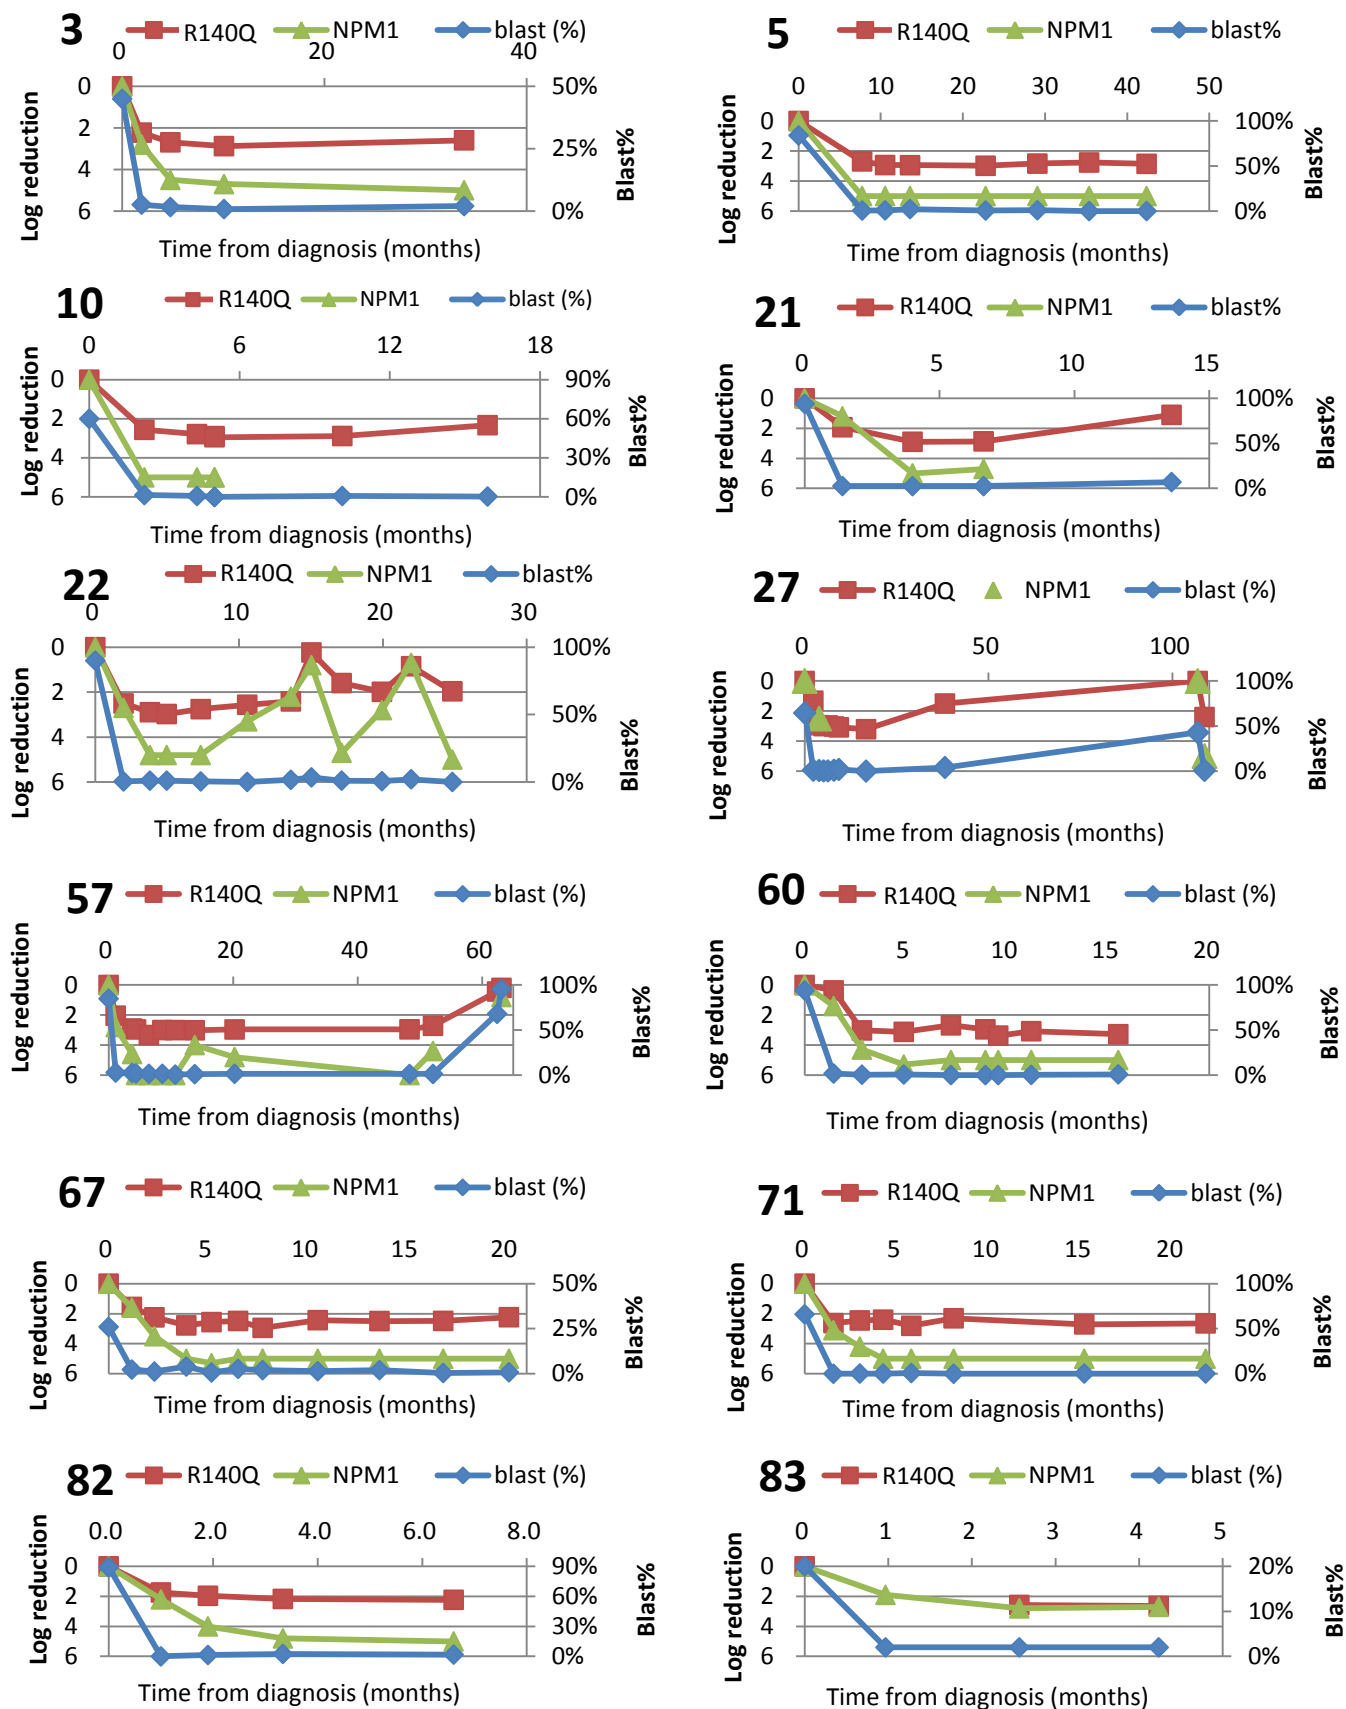 3 R140Q NPM1 blast (%)
0 20 40
0 2 4 6
Log reduction
50% 25% 0%
Blast%
Time from diagnosis (months)
5 R140Q NPM1 blast%
0 10 20 30 40 50
0 2 4 6
Log reduction
100% 50% 0%
Blast%
Time from diagnosis (months)
10 R140Q NPM1 blast (%)
0 6 12 18
0 2 4 6
Log reduction
90% 60% 30% 0%
Blast%
Time from diagnosis (months)
21 R140Q NPM1 blast%
0 5 10 15
0 2 4 6
Log reduction
100% 50% 0%
Blast%
Time from diagnosis (months)
22 R140Q NPM1 blast%
0 10 20 30
0 2 4 6
Log reduction
100% 50% 0%
Blast%
Time from diagnosis (months)
27 R140Q NPM1 blast (%)
0 50 100
0 2 4 6
Log reduction
100% 50% 0%
Blast%
Time from diagnosis (months)
57 R140Q NPM1 blast (%)
0 20 40 60
0 2 4 6
Log reduction
100% 50% 0%
Blast%
Time from diagnosis (months)
60 R140Q NPM1 blast (%)
0 5 10 15 20
0 2 4 6
Log reduction
100% 50% 0%
Blast%
Time from diagnosis (months)
67 R140Q NPM1 blast (%)
0 5 10 15 20
0 2 4 6
Log reduction
50% 25% 0%
Blast%
Time from diagnosis (months)
71 R140Q NPM1 blast (%)
0 5 10 15 20
0 2 4 6
Log reduction
100% 50% 0%
Blast%
Time from diagnosis (months)
82 R140Q NPM1 blast (%)
0.0 2.0 4.0 6.0 8.0
0 2 4 6
Log reduction
90% 60% 30% 0%
Blast%
Time from diagnosis (months)
83 R140Q NPM1 blast (%)
0 1 2 3 4 5
0 2 4 6
Log reduction
20% 10% 0%
Blast%
Time from diagnosis (months)